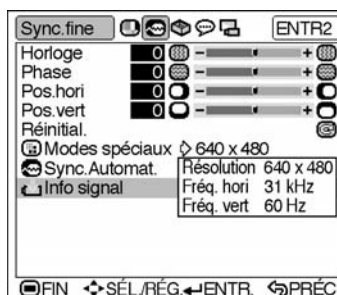 Sync.fine ENTR2
Horloge 0 - +
Phase 0 - +
Pos.hori 0 - +
Pos.vert 0 - +
Réinitial.
Modes spéciaux 640 x 480
Sync.Automat.
Info signal
Résolution 640 x 480
Fréq. hori 31 kHz
Fréq. vert 60 Hz
FIN SÉL./RÉG. ENTR. PRÉC